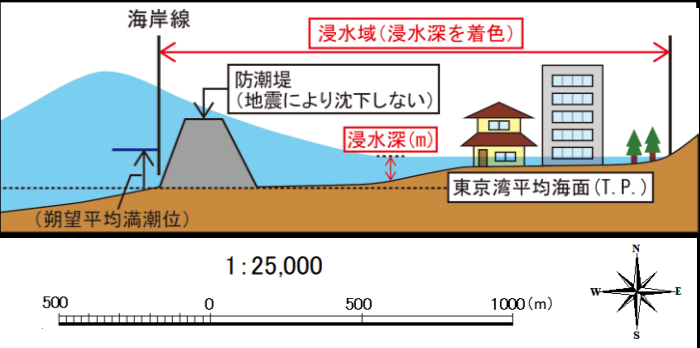 海岸線
浸水域(浸水深を着色)
防潮堤
(地震により沈下しない)
浸水深(m)
東京湾平均海面(T.P.)
(朔望平均満潮位)
1:25,000
500 0 500 1000(m)
N
W E
S